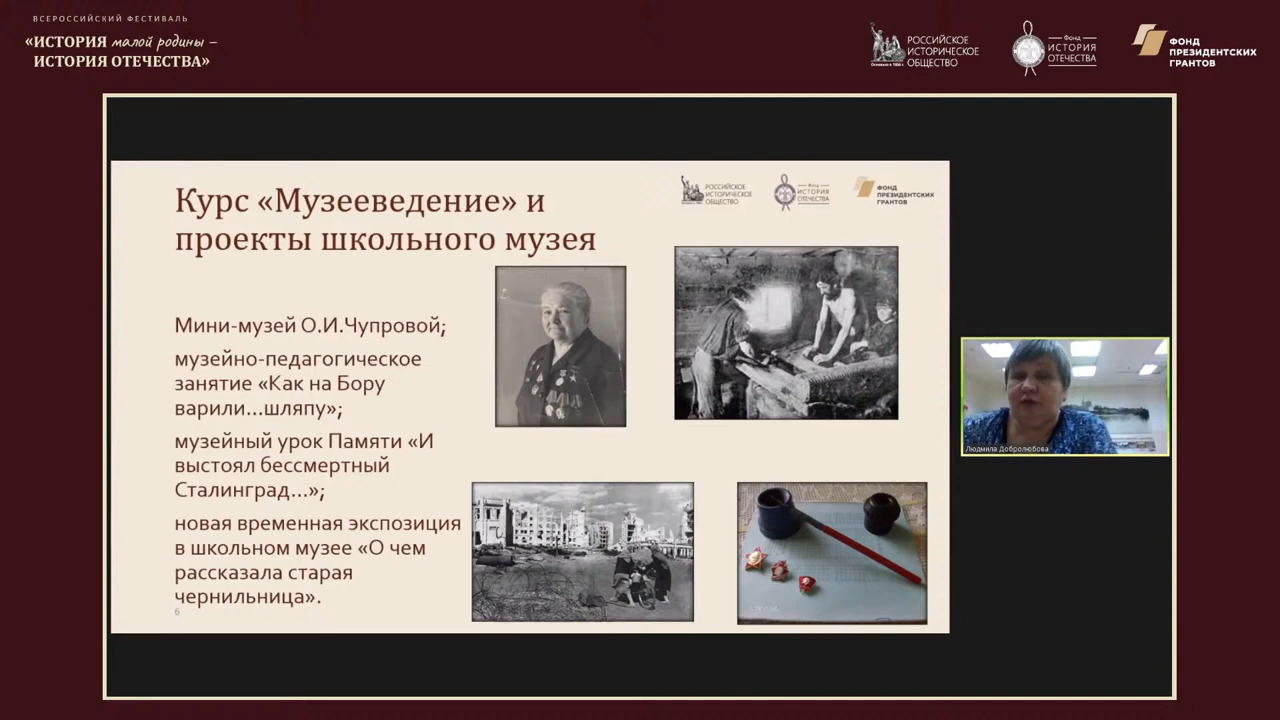 ВСЕРОССИЙСКИЙ ФЕСТИВАЛЬ
«ИСТОРИЯ малой родины –
ИСТОРИЯ ОТЕЧЕСТВА»
РОССИЙСКОЕ
ИСТОРИЧЕСКОЕ
ОБЩЕСТВО
Основано в 1866 г.
Фонд
ИСТОРИЯ
ОТЕЧЕСТВА
ФОНД
ПРЕЗИДЕНТСКИХ
ГРАНТОВ
Курс «Музееведение» и
проекты школьного музея
РОССИЙСКОЕ
ИСТОРИЧЕСКОЕ
ОБЩЕСТВО
Фонд
ИСТОРИЯ
ОТЕЧЕСТВА
ФОНД
ПРЕЗИДЕНТСКИХ
ГРАНТОВ
Мини-музей О.И.Чупровой;
музейно-педагогическое
занятие «Как на Бору
варили...шляпу»;
музейный урок Памяти «И
выстоял бессмертный
Сталинград...»;
новая временная экспозиция
в школьном музее «О чем
рассказала старая
чернильница».
6
Людмила Добролюбова